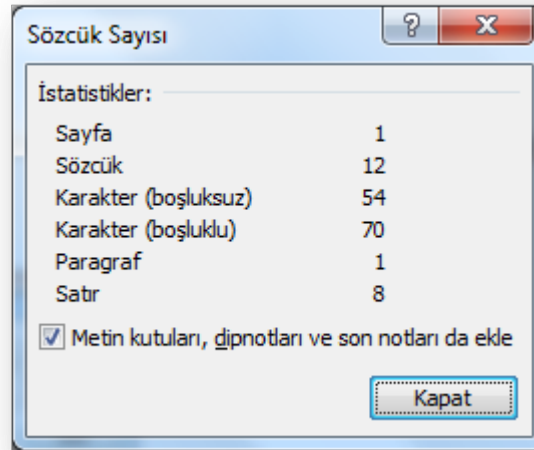 Sözcük Sayısı
İstatistikler:
Sayfa 1
Sözcük 12
Karakter (boşluksuz) 54
Karakter (boşluklu) 70
Paragraf 1
Satır 8
Metin kutuları, dipnotları ve son notları da ekle
Kapat